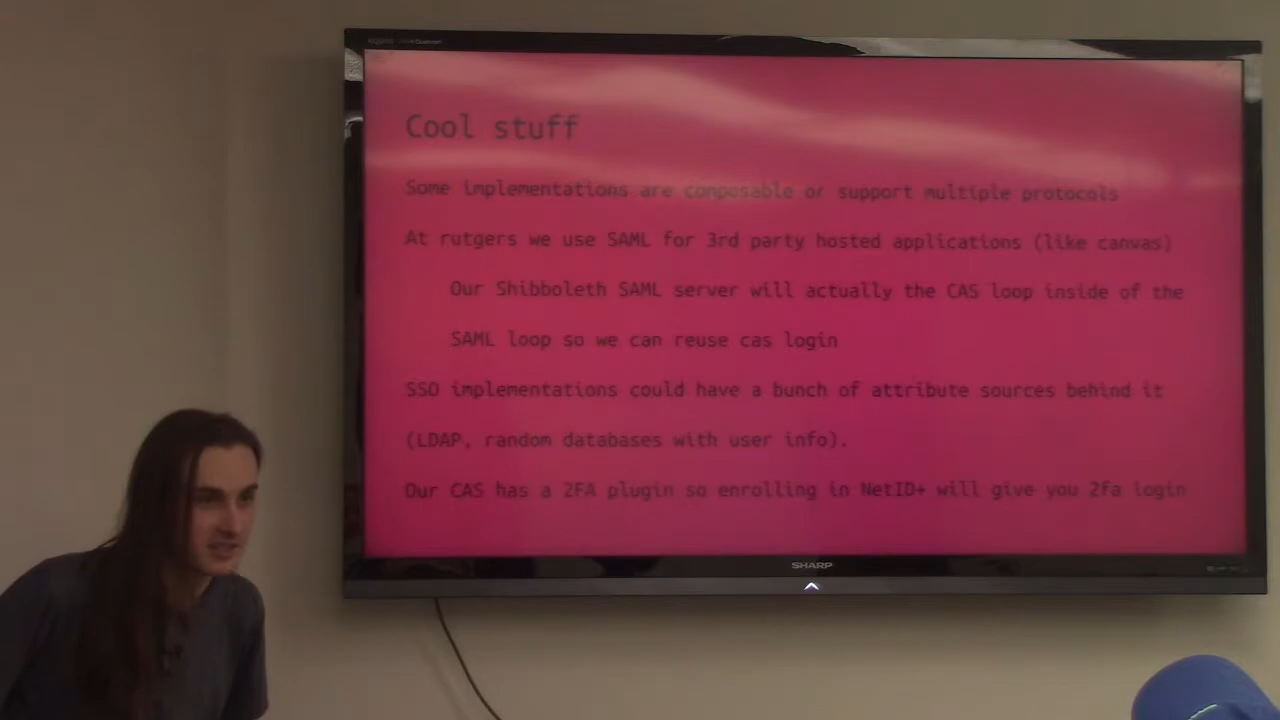 Cool stuff
Some implementations are composable or support multiple protocols
At rutgers we use SAML for 3rd party hosted applications (like canvas)
Our Shibboleth SAML server will actually the CAS loop inside of the
SAML loop so we can reuse cas login
SSO implementations could have a bunch of attribute sources behind it
(LDAP, random databases with user info).
Our CAS has a 2FA plugin so enrolling in NetID+ will give you 2fa login
SHARP